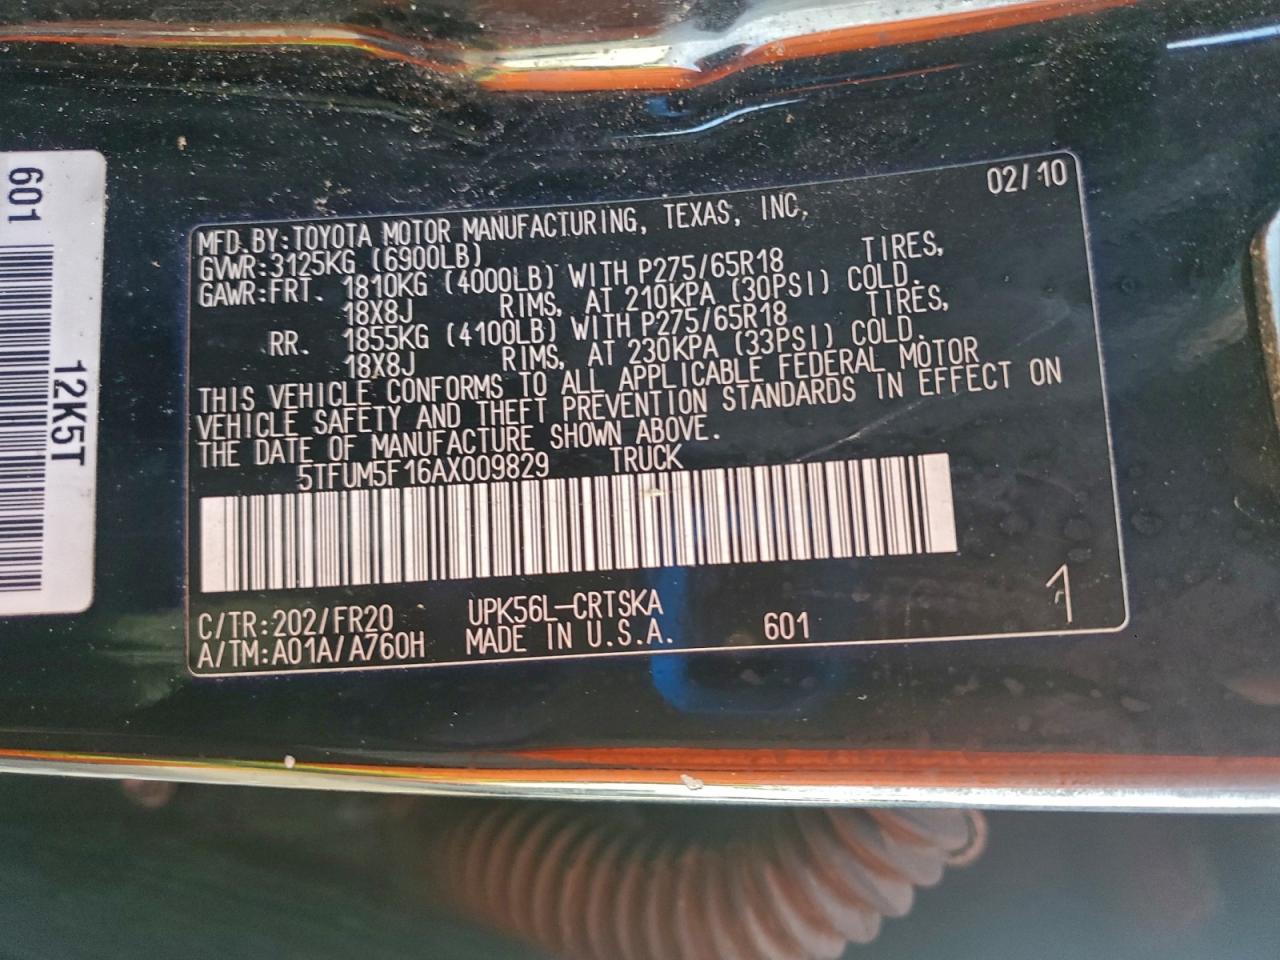 601
12K5T
02/10
MFD.BY:TOYOTA MOTOR MANUFACTURING, TEXAS, INC,
GVWR:3125KG (6900LB)
GAWR:FRT. 1810KG (4000LB) WITH P275/65R18 TIRES,
18X8J RIMS, AT 210KPA (30PSI) COLD.
RR. 1855KG (4100LB) WITH P275/65R18 TIRES,
18X8J RIMS, AT 230KPA (33PSI) COLD.
THIS VEHICLE CONFORMS TO ALL APPLICABLE FEDERAL MOTOR
VEHICLE SAFETY AND THEFT PREVENTION STANDARDS IN EFFECT ON
THE DATE OF MANUFACTURE SHOWN ABOVE.
5TFUM5F16AX009829 TRUCK
C/TR:202/FR20 UPK56L-CRTSKA
A/TM:A01A/A760H MADE IN U.S.A. 601
1